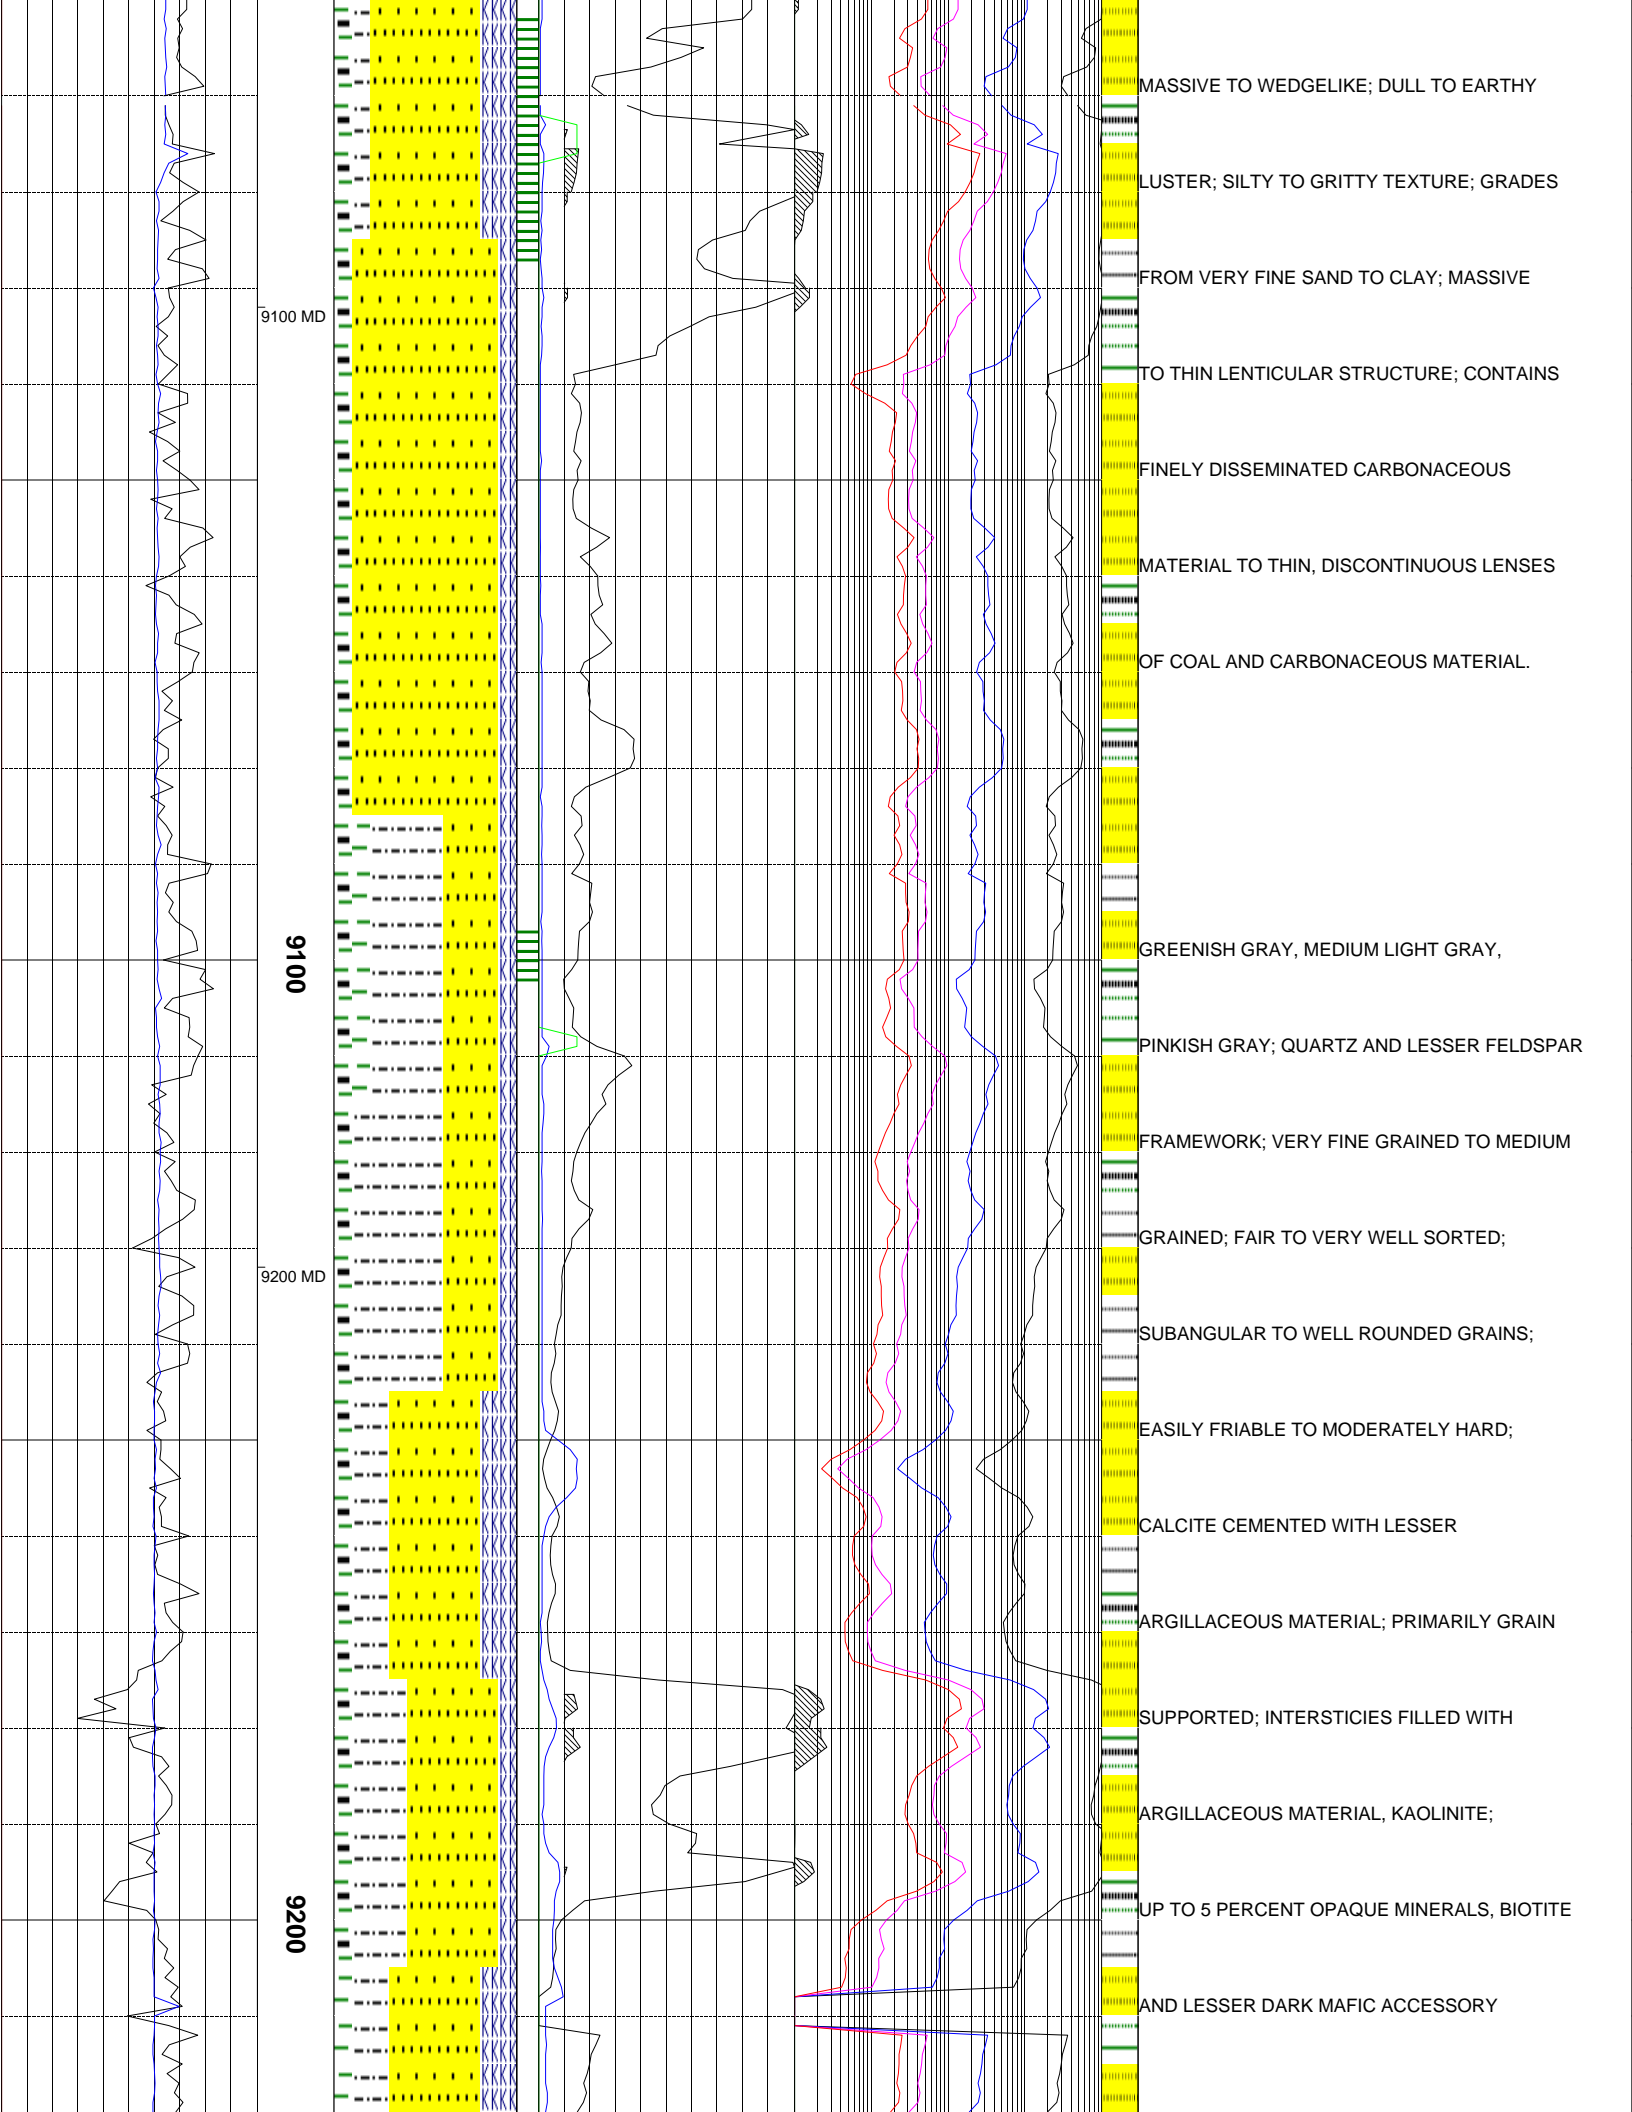 MASSIVE TO WEDGELIKE; DULL TO EARTHY
LUSTER; SILTY TO GRITTY TEXTURE; GRADES
FROM VERY FINE SAND TO CLAY; MASSIVE
9100 MD
TO THIN LENTICULAR STRUCTURE; CONTAINS
FINELY DISSEMINATED CARBONACEOUS
MATERIAL TO THIN, DISCONTINUOUS LENSES
OF COAL AND CARBONACEOUS MATERIAL.
9100
GREENISH GRAY, MEDIUM LIGHT GRAY,
PINKISH GRAY; QUARTZ AND LESSER FELDSPAR
FRAMEWORK; VERY FINE GRAINED TO MEDIUM
GRAINED; FAIR TO VERY WELL SORTED;
9200 MD
SUBANGULAR TO WELL ROUNDED GRAINS;
EASILY FRIABLE TO MODERATELY HARD;
CALCITE CEMENTED WITH LESSER
ARGILLACEOUS MATERIAL; PRIMARILY GRAIN
SUPPORTED; INTERSTICIES FILLED WITH
ARGILLACEOUS MATERIAL, KAOLINITE;
9200
UP TO 5 PERCENT OPAQUE MINERALS, BIOTITE
AND LESSER DARK MAFIC ACCESSORY